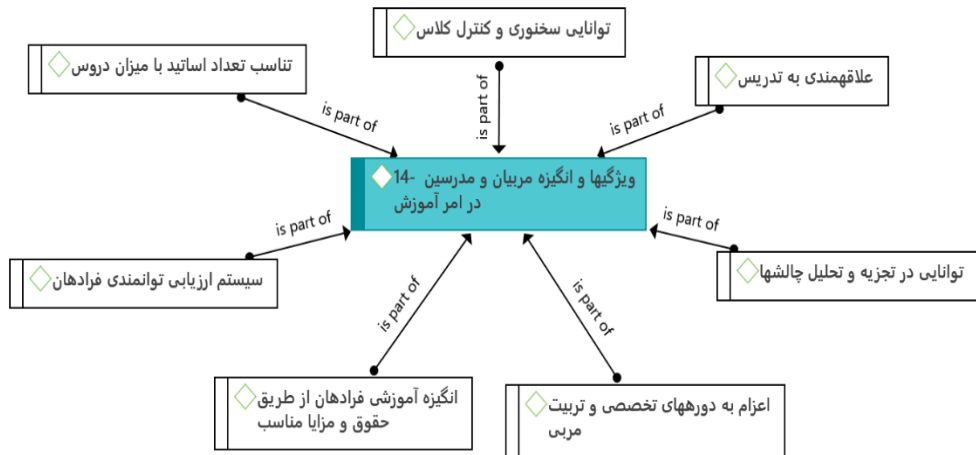 توانایی سخنوری و کنترل کلاس
تناسب تعداد اساتید با میزان دروس
علاقهمندی به تدریس
is part of
is part of
is part of
14- ویژگیها و انگیزه مربیان و مدرسین
در امر آموزش
is part of
is part of
سیستم ارزیابی توانمندی فرادهان
توانایی در تجزیه و تحلیل چالشها
is part of
is part of
انگیزه آموزشی فرادهان از طریق
حقوق و مزایا مناسب
اعزام به دورههای تخصصی و تربیت
مربی